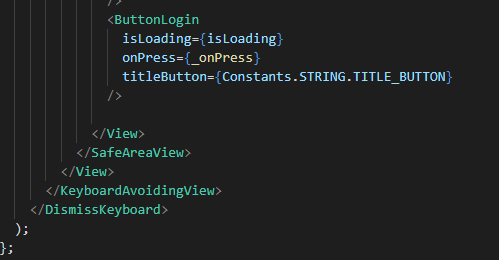 />
<ButtonLogin
isLoading={isLoading}
onPress={_onPress}
titleButton={Constants.STRING.TITLE_BUTTON}
/>
</View>
</SafeAreaView>
</View>
</KeyboardAvoidingView>
</DismissKeyboard>
);
};